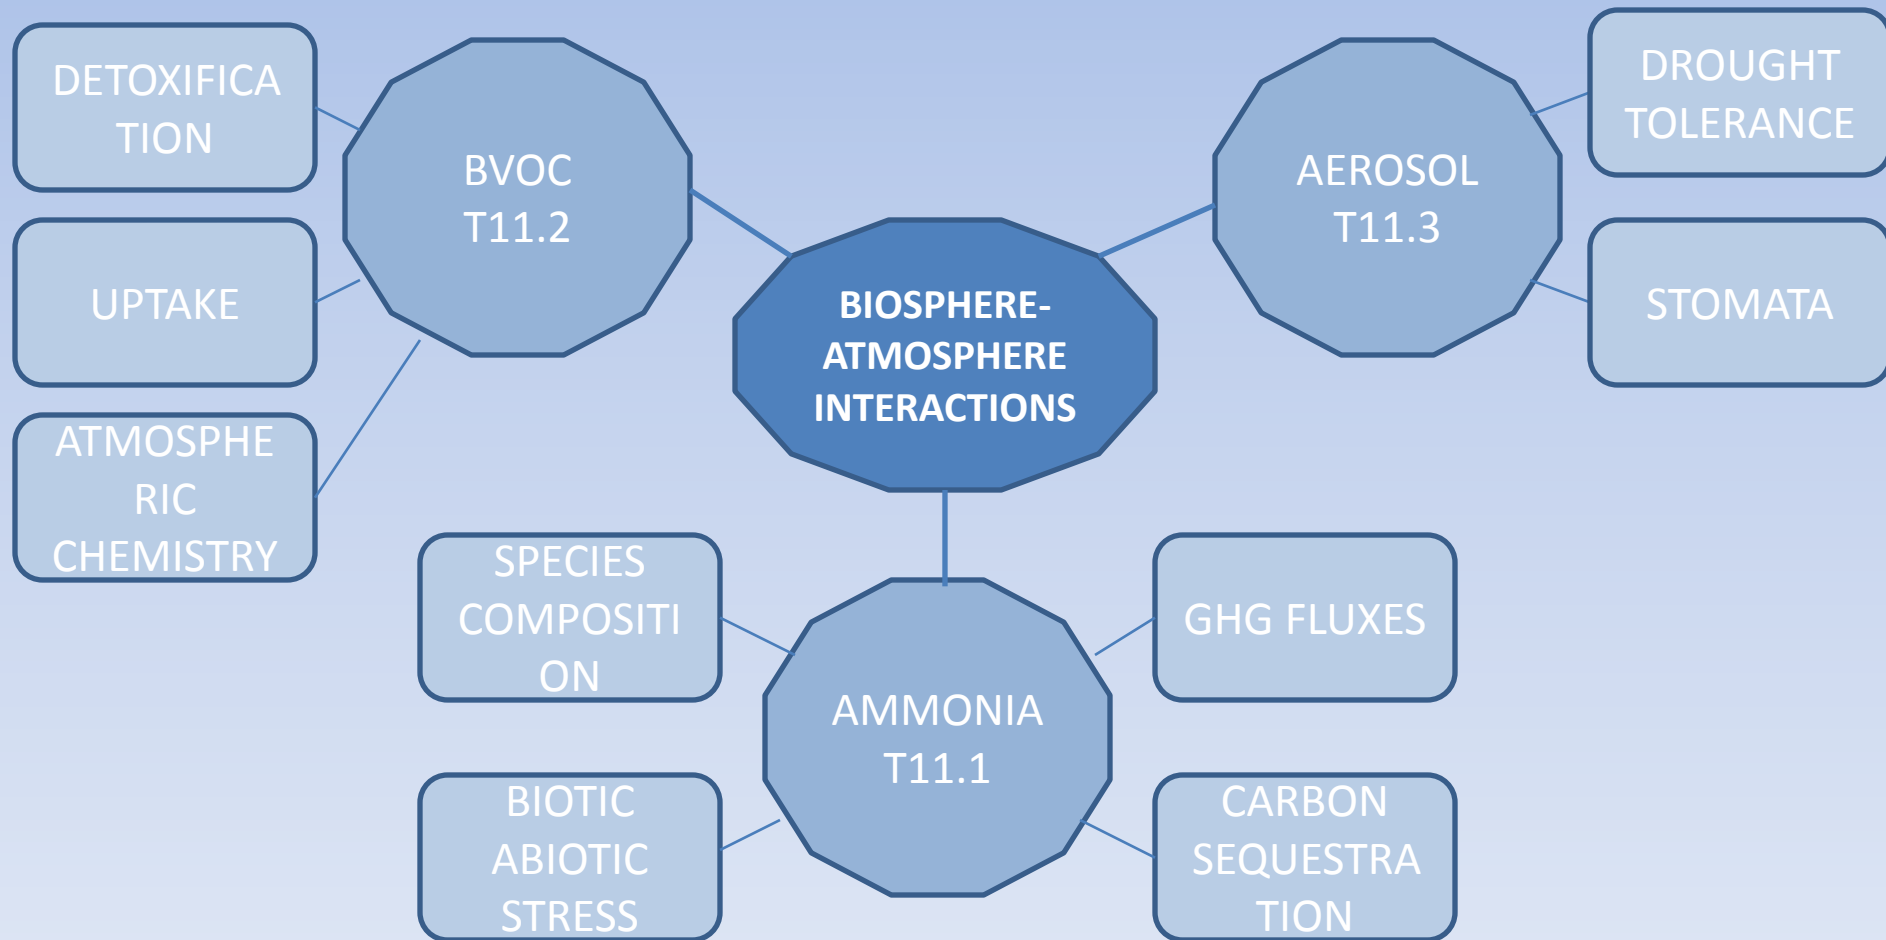 DETOXIFICA
TION
UPTAKE
ATMOSPHE
RIC
CHEMISTRY
BVOC
T11.2
BIOSPHERE-
ATMOSPHERE
INTERACTIONS
AEROSOL
T11.3
DROUGHT
TOLERANCE
STOMATA
SPECIES
COMPOSITI
ON
BIOTIC
ABIOTIC
STRESS
AMMONIA
T11.1
GHG FLUXES
CARBON
SEQUESTRA
TION